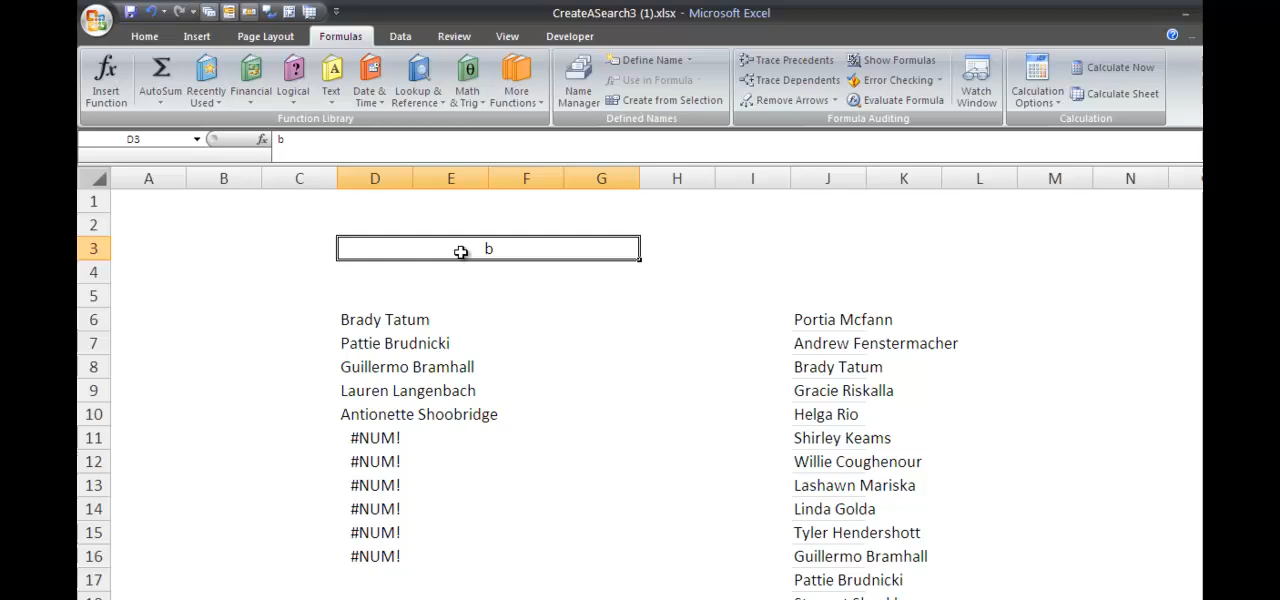 CreateASearch3 (1).xlsx - Microsoft Excel
Home Insert Page Layout Formulas Data Review View Developer
fx Σ A θ
Insert Function
AutoSum
Recently Used
Financial
Logical
Text
Date & Time
Lookup & Reference
Math & Trig
More Functions
Function Library
Name Manager
Define Name
Use in Formula
Create from Selection
Defined Names
Trace Precedents
Trace Dependents
Remove Arrows
Show Formulas
Error Checking
Evaluate Formula
Formula Auditing
Watch Window
Calculation Options
Calculate Now
Calculate Sheet
Calculation
D3 fx b
A B C D E F G H I J K L M N
1
2
3 b
4
5
6 Brady Tatum Portia Mcfann
7 Pattie Brudnicki Andrew Fenstermacher
8 Guillermo Bramhall Brady Tatum
9 Lauren Langenbach Gracie Riskalla
10 Antionette Shoobridge Helga Rio
11 #NUM! Shirley Keams
12 #NUM! Willie Coughenour
13 #NUM! Lashawn Mariska
14 #NUM! Linda Golda
15 #NUM! Tyler Hendershott
16 #NUM! Guillermo Bramhall
17 Pattie Brudnicki